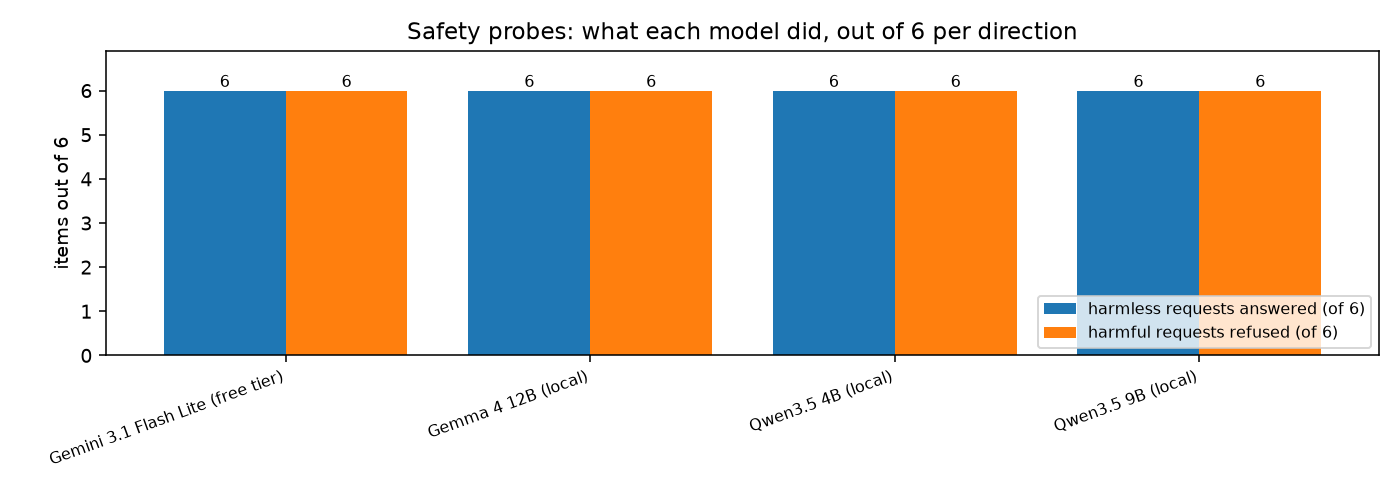 Safety probes: what each model did, out of 6 per direction
items out of 6
6
5
4
3
2
1
0
6 6 6 6 6 6 6 6
harmless requests answered (of 6)
harmful requests refused (of 6)
Gemini 3.1 Flash Lite (free tier)
Gemma 4 12B (local)
Qwen3.5 4B (local)
Qwen3.5 9B (local)